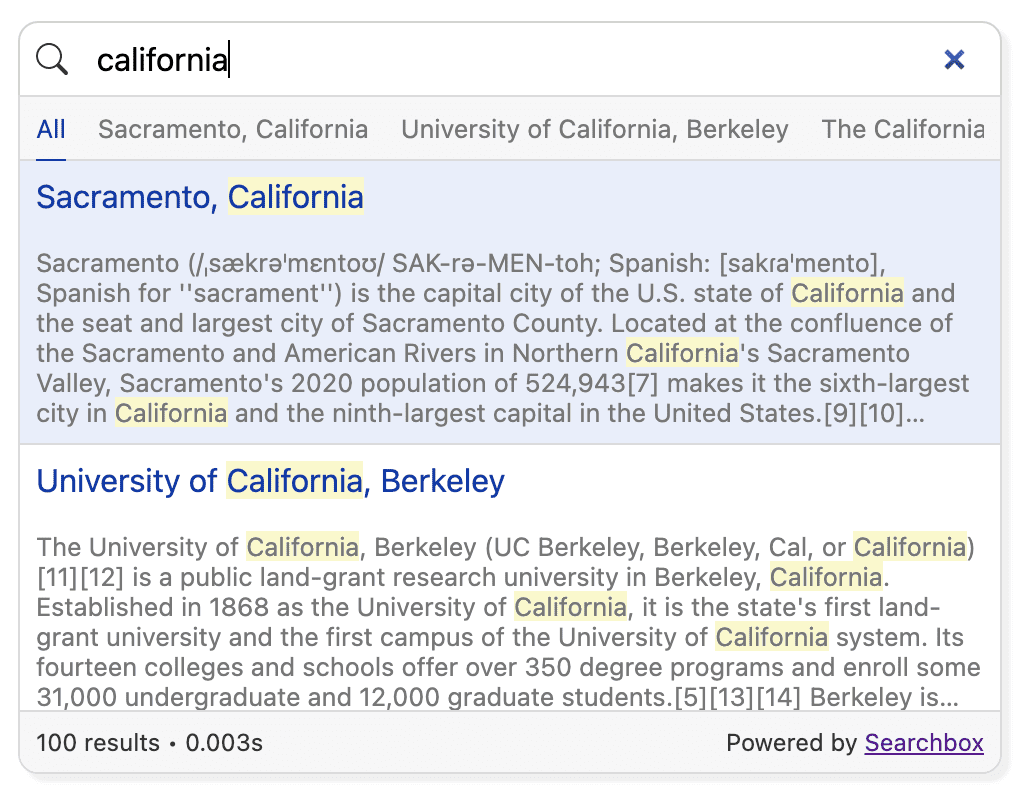 california
All Sacramento, California University of California, Berkeley The California
Sacramento, California
Sacramento (/ˌsækrəˈmɛntoʊ/ SAK-rə-MEN-toh; Spanish: [sakɾaˈmento],
Spanish for ''sacrament'') is the capital city of the U.S. state of California and
the seat and largest city of Sacramento County. Located at the confluence of
the Sacramento and American Rivers in Northern California's Sacramento
Valley, Sacramento's 2020 population of 524,943[7] makes it the sixth-largest
city in California and the ninth-largest capital in the United States.[9][10]...
University of California, Berkeley
The University of California, Berkeley (UC Berkeley, Berkeley, Cal, or California)
[11][12] is a public land-grant research university in Berkeley, California.
Established in 1868 as the University of California, it is the state's first land-
grant university and the first campus of the University of California system. Its
fourteen colleges and schools offer over 350 degree programs and enroll some
31,000 undergraduate and 12,000 graduate students.[5][13][14] Berkeley is...
100 results • 0.003s Powered by Searchbox